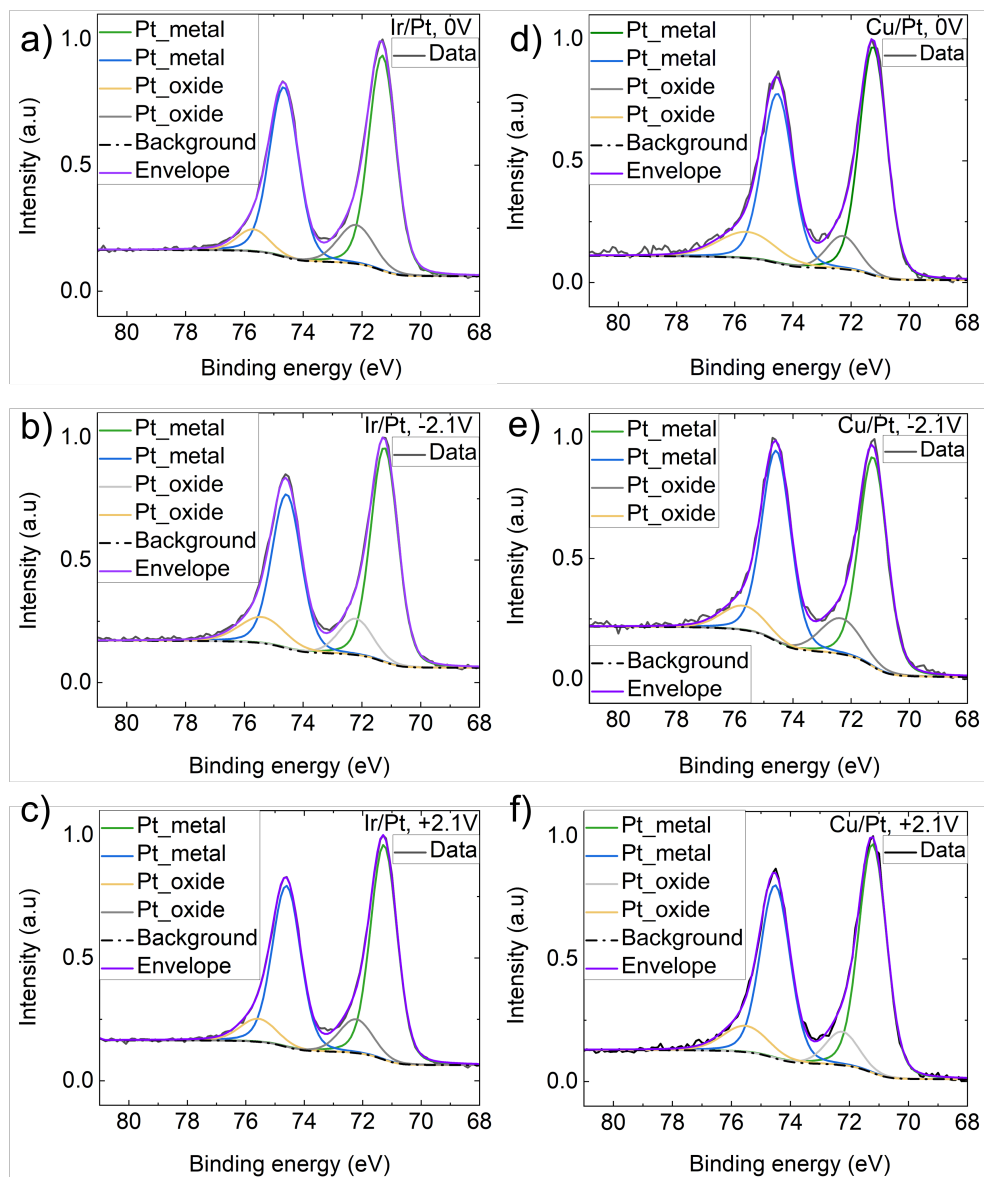 a)
Ir/Pt, 0V
Pt_metal
Pt_metal
Pt_oxide
Pt_oxide
Background
Envelope
Data
1.0
0.5
0.0
Intensity (a.u)
80 78 76 74 72 70 68
Binding energy (eV)
d)
Cu/Pt, 0V
Pt_metal
Pt_metal
Pt_oxide
Pt_oxide
Background
Envelope
Data
1.0
0.5
0.0
Intensity (a.u)
80 78 76 74 72 70 68
Binding energy (eV)
b)
Ir/Pt, -2.1V
Pt_metal
Pt_metal
Pt_oxide
Pt_oxide
Background
Envelope
Data
1.0
0.5
0.0
Intensity (a.u)
80 78 76 74 72 70 68
Binding energy (eV)
e)
Cu/Pt, -2.1V
Pt_metal
Pt_metal
Pt_oxide
Pt_oxide
Data
Background
Envelope
1.0
0.5
0.0
Intensity (a.u)
80 78 76 74 72 70 68
Binding energy (eV)
c)
Ir/Pt, +2.1V
Pt_metal
Pt_metal
Pt_oxide
Pt_oxide
Background
Envelope
Data
1.0
0.5
0.0
Intensity (a.u)
80 78 76 74 72 70 68
Binding energy (eV)
f)
Cu/Pt, +2.1V
Pt_metal
Pt_metal
Pt_oxide
Pt_oxide
Background
Envelope
Data
1.0
0.5
0.0
Intensity (a.u)
80 78 76 74 72 70 68
Binding energy (eV)